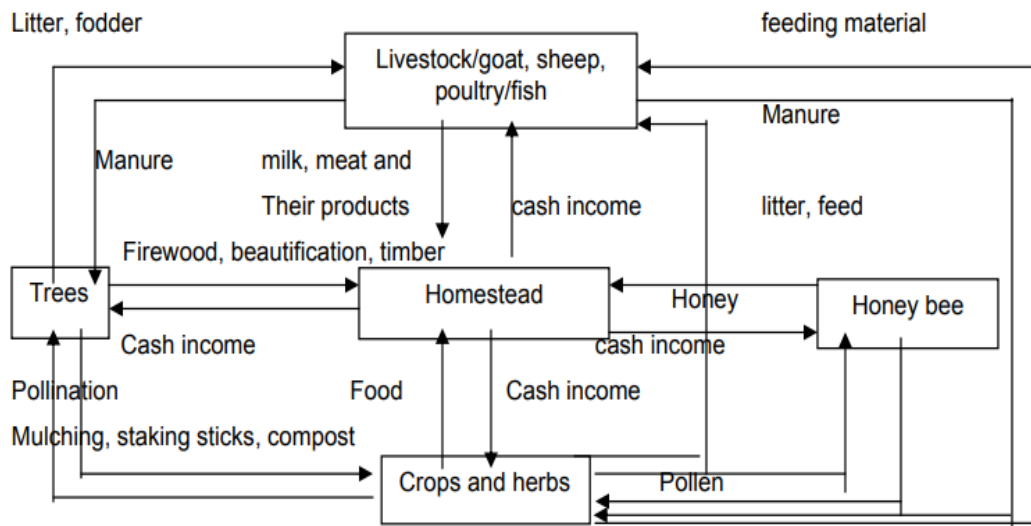 Litter, fodder
feeding material
Livestock/goat, sheep,
poultry/fish
Manure
Manure
milk, meat and
Their products
cash income
litter, feed
Firewood, beautification, timber
Trees
Homestead
Honey
Honey bee
Cash income
cash income
Pollination
Food
Cash income
Mulching, staking sticks, compost
Crops and herbs
Pollen